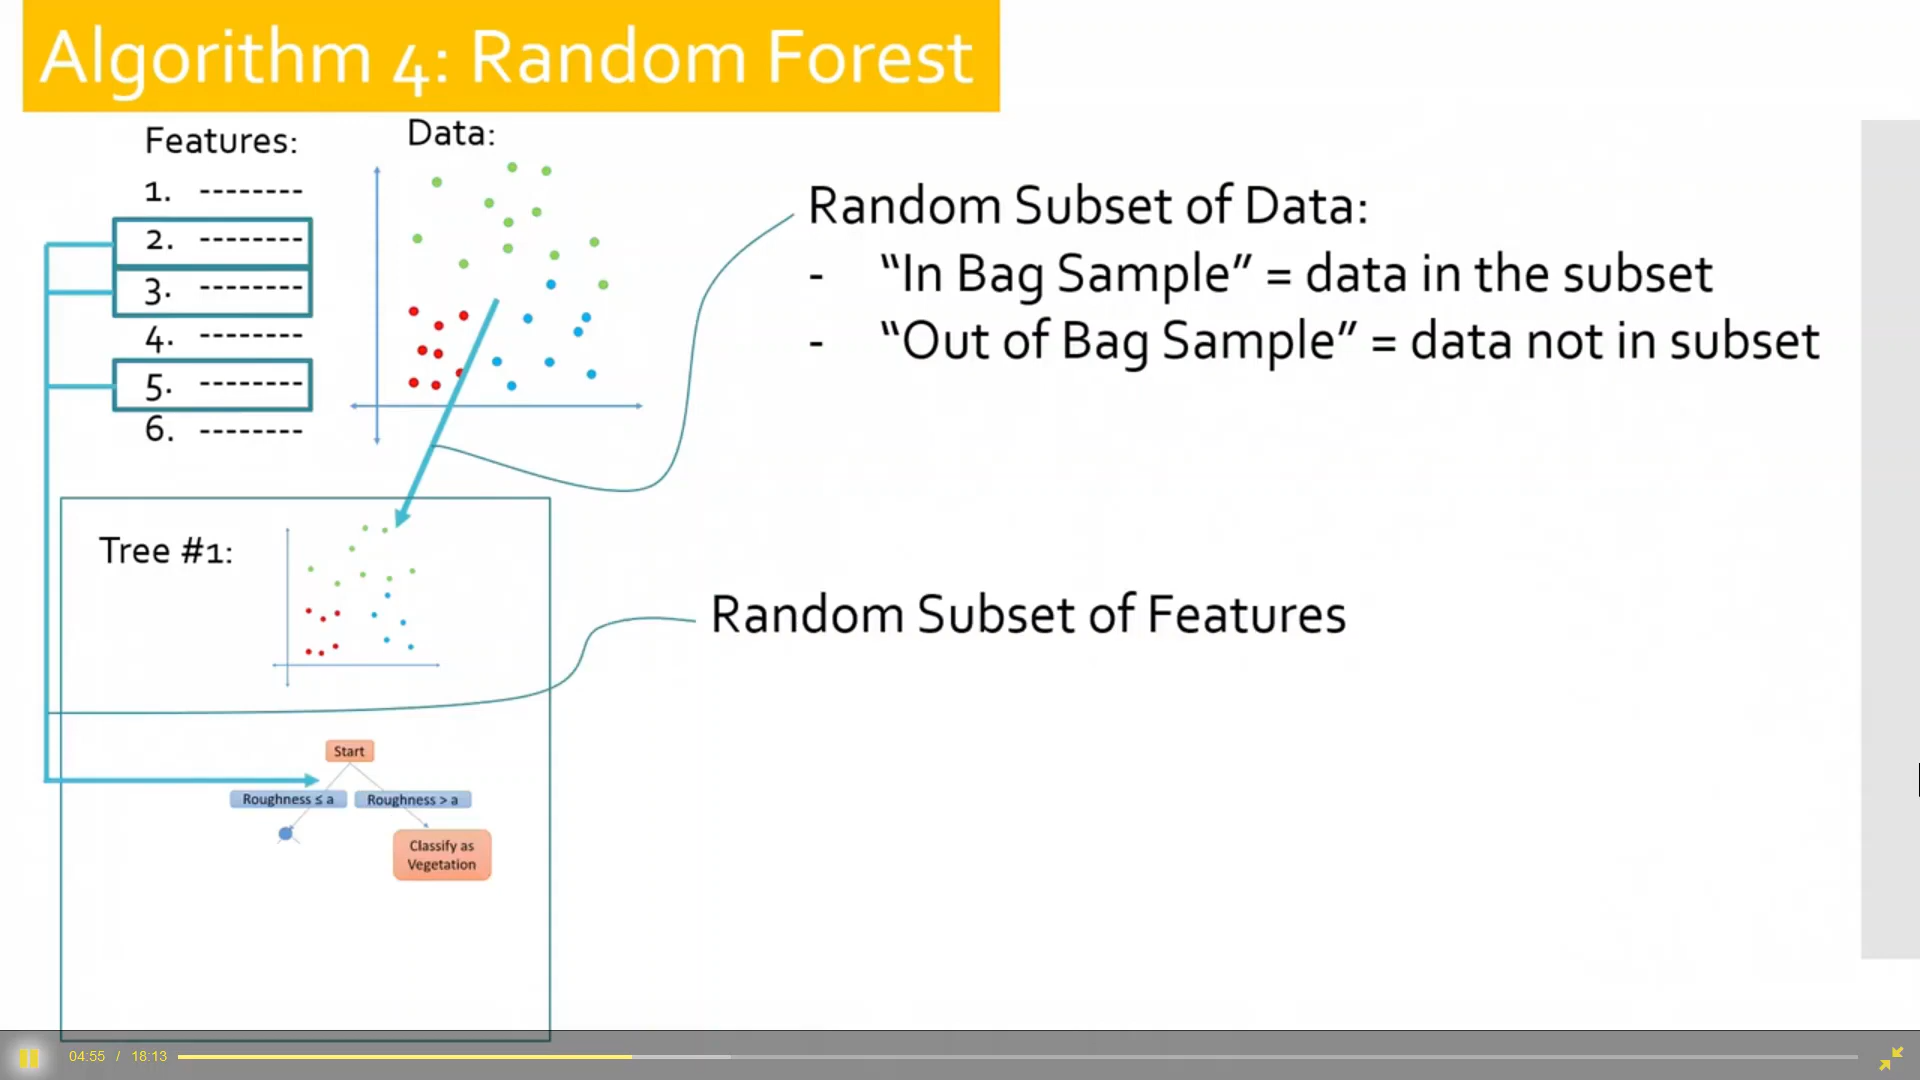 Algorithm 4: Random Forest
Features:
1. --------
2. --------
3. --------
4. --------
5. --------
6. --------
Data:
Random Subset of Data:
- “In Bag Sample” = data in the subset
- “Out of Bag Sample” = data not in subset
Tree #1:
Random Subset of Features
Start
Roughness ≤ a
Roughness > a
Classify as
Vegetation
04:55 / 18:13